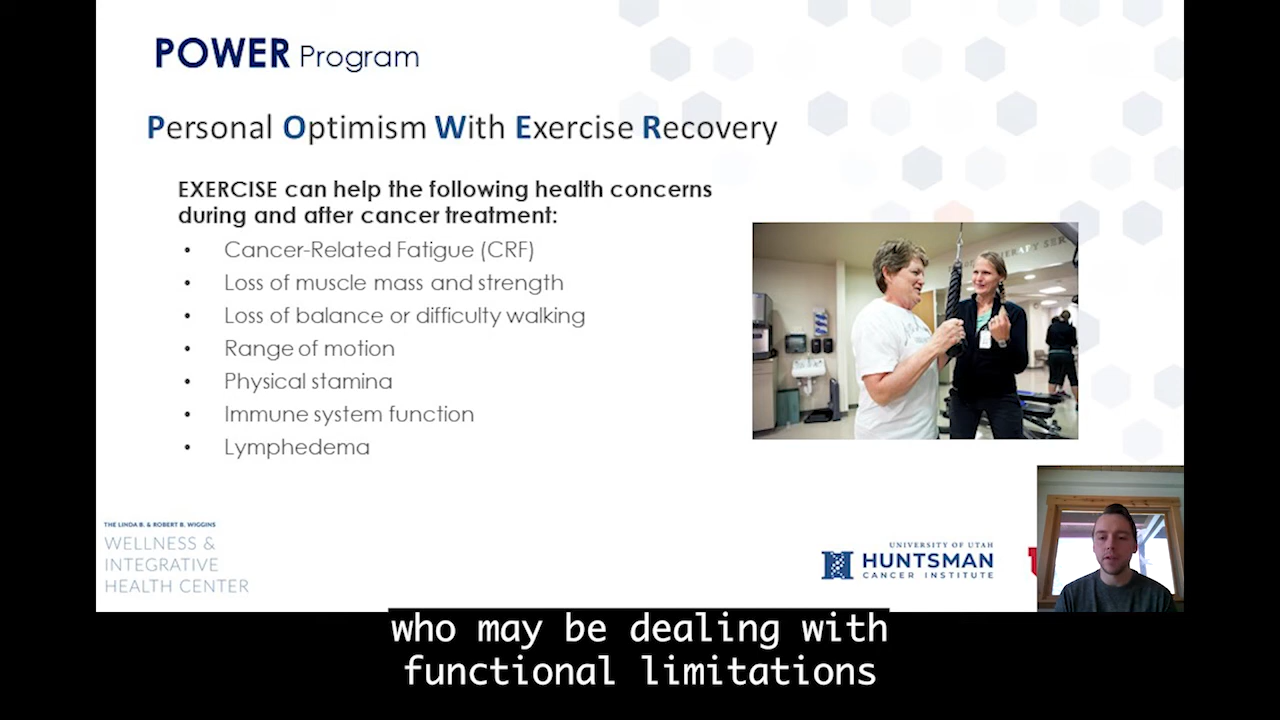 POWER Program
Personal Optimism With Exercise Recovery
EXERCISE can help the following health concerns
during and after cancer treatment:
• Cancer-Related Fatigue (CRF)
• Loss of muscle mass and strength
• Loss of balance or difficulty walking
• Range of motion
• Physical stamina
• Immune system function
• Lymphedema
THE LINDA B. & ROBERT B. WIGGINS
WELLNESS &
INTEGRATIVE
HEALTH CENTER
UNIVERSITY OF UTAH
HUNTSMAN
CANCER INSTITUTE
who may be dealing with
functional limitations